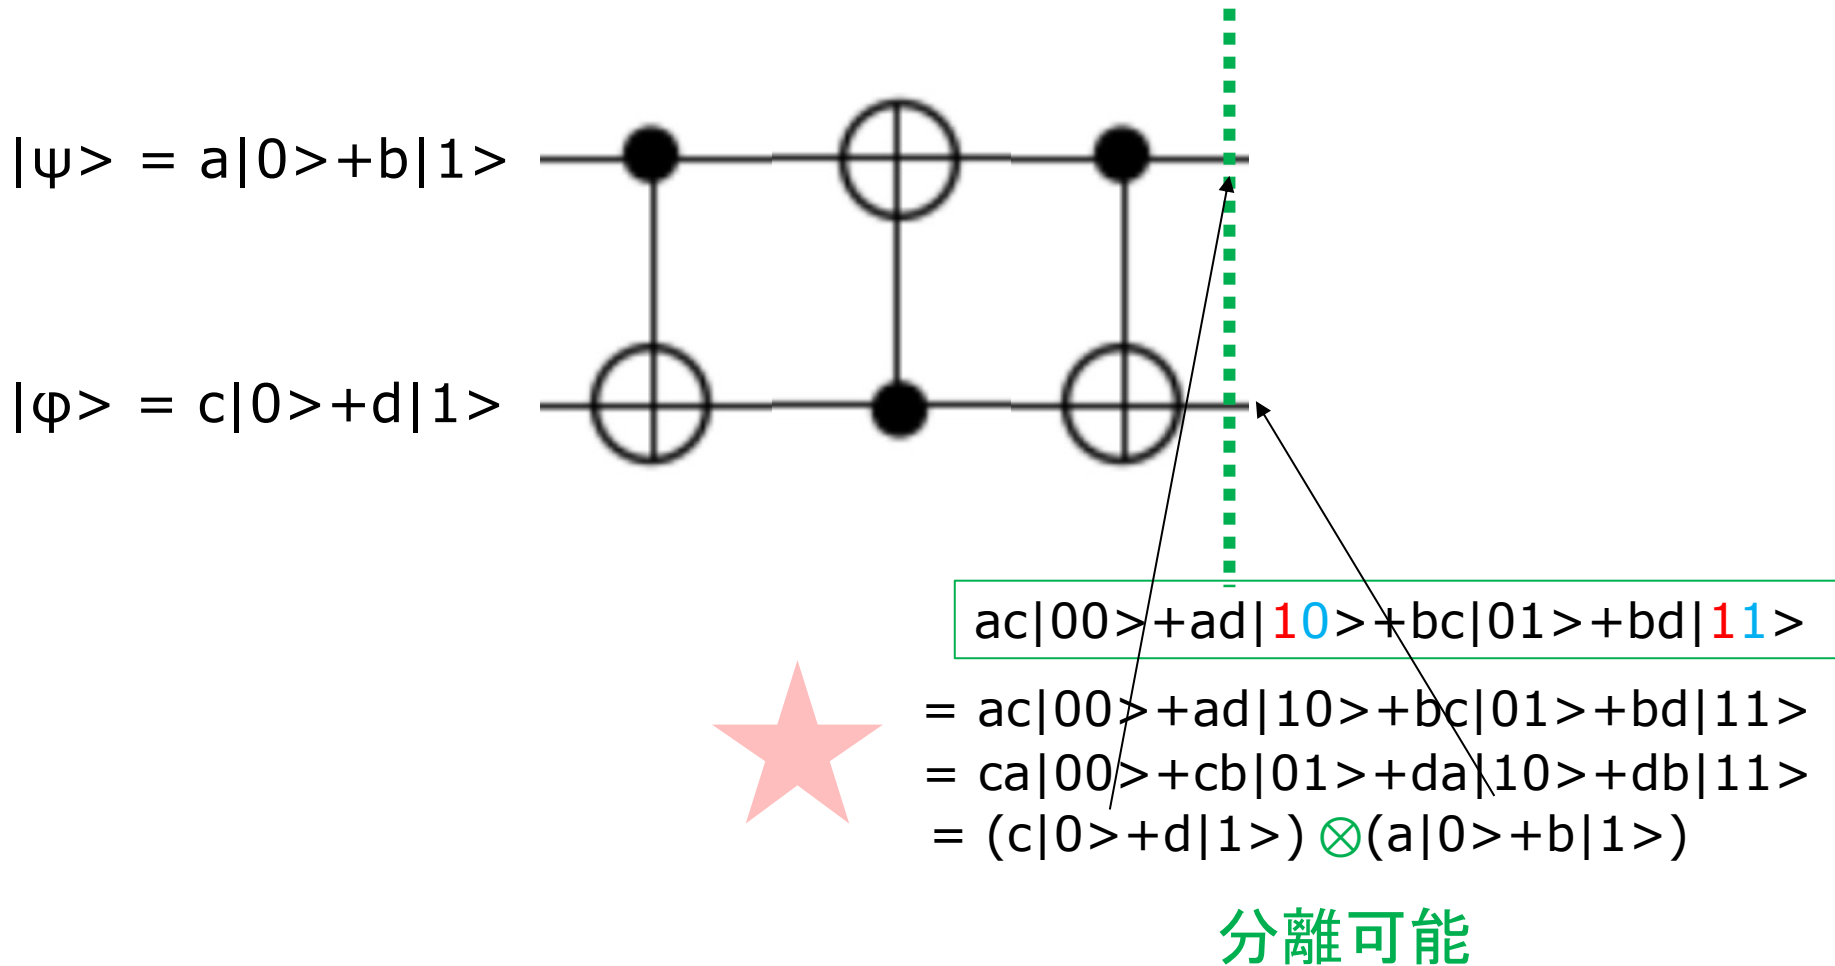 |ψ> = a|0>+b|1>
|φ> = c|0>+d|1>
ac|00>+ad|10>+bc|01>+bd|11>
= ac|00>+ad|10>+bc|01>+bd|11>
= ca|00>+cb|01>+da|10>+db|11>
= (c|0>+d|1>)⊗(a|0>+b|1>)
分離可能